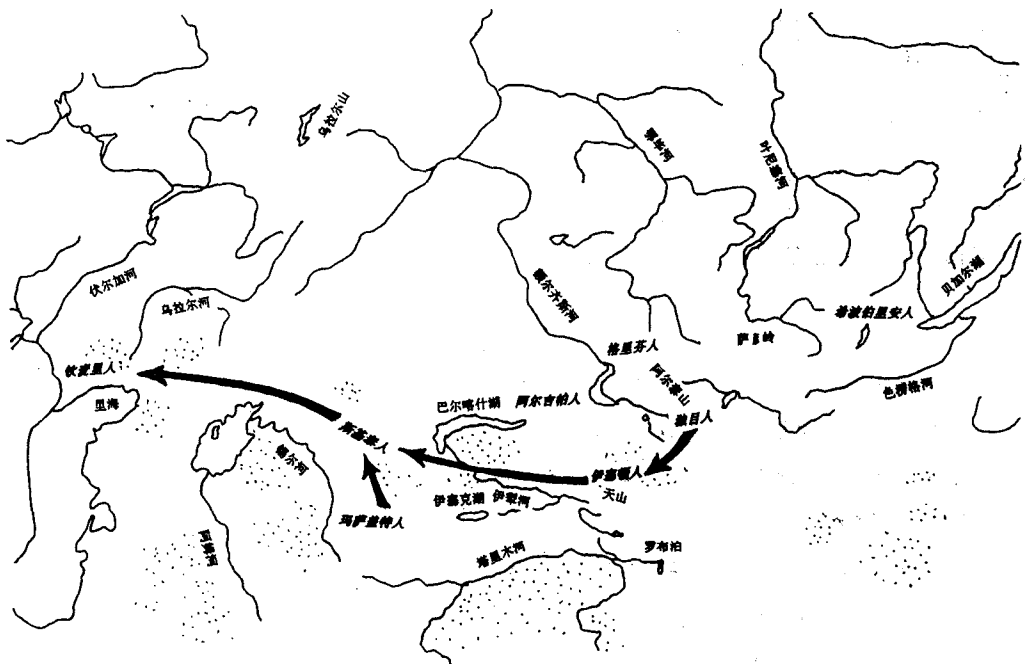 乌拉尔山
鄂毕河
叶尼塞河
伏尔加河
乌拉尔河
额尔齐斯河
贝加尔湖
希波伯里安人
萨彦岭
格里芬人
钦麦里人
里海
阿尔泰山
色楞格河
巴尔喀什湖
阿尔吉帕人
独目人
斯基泰人
锡尔河
伊塞顿人
天山
伊塞克湖
伊犁河
玛萨盖特人
阿姆河
塔里木河
罗布泊